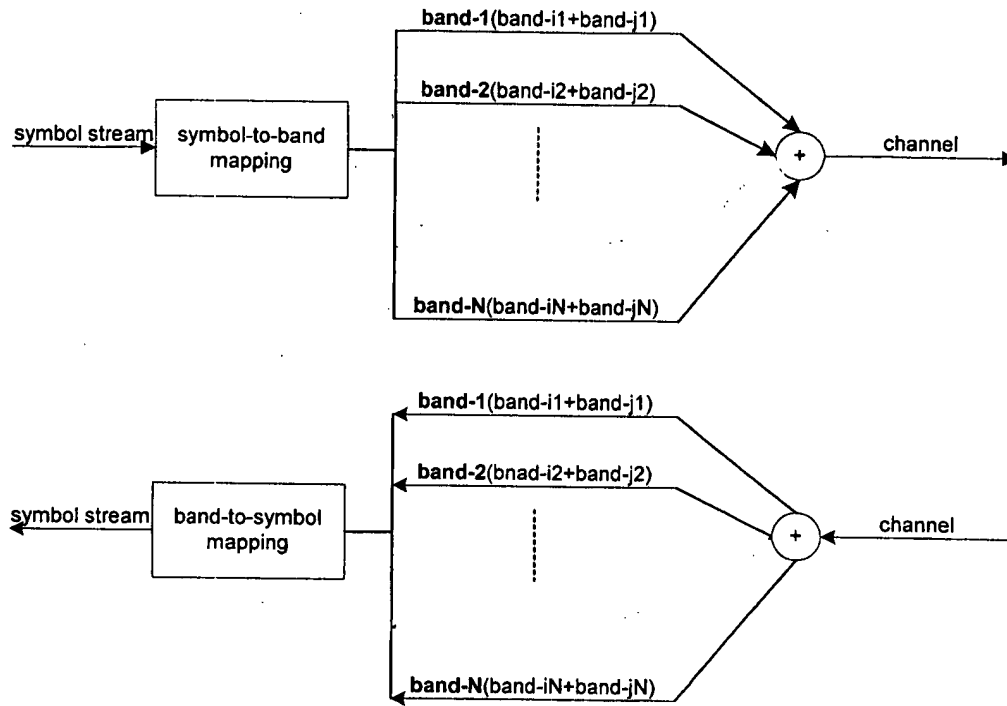 band-1(band-i1+band-j1)
band-2(band-i2+band-j2)
symbol stream
symbol-to-band
mapping
+
channel
band-N(band-iN+band-jN)
band-1(band-i1+band-j1)
band-2(bnad-i2+band-j2)
symbol stream
band-to-symbol
mapping
+
channel
band-N(band-iN+band-jN)